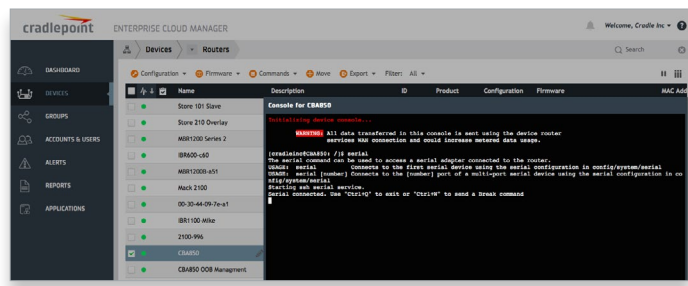 cradlepoint
ENTERPRISE CLOUD MANAGER
Welcome, Cradle Inc
Devices
Routers
Search
DASHBOARD
DEVICES
GROUPS
ACCOUNTS & USERS
ALERTS
REPORTS
APPLICATIONS
Configuration Firmware Commands Move Export Filter: All
Name Description ID Product Configuration Firmware MAC Add
Store 101 Slave
Store 210 Overlay
MBR1200 Series 2
IBR600-c60
MBR1200B-a51
Mack 2100
00-30-44-09-7e-a1
IBR1100 Mike
2100-996
CBA850
CBA850 OOB Managment
Console for CBA850
Initializing device console...
WARNING: All data transferred in this console is sent using the device router
services WAN connection and could increase metered data usage.
[cradleinc@CBA850: /]$ serial
The serial command can be used to access a serial adapter connected to the router.
USAGE: serial Connects to the first serial device using the serial configuration in config/system/serial
USAGE: serial [number] Connects to the [number] port of a multi-port serial device using the serial configuration in co
nfig/system/serial
Starting ssh serial service.
Serial connected. Use "Ctrl+Q" to exit or "Ctrl+N" to send a Break command